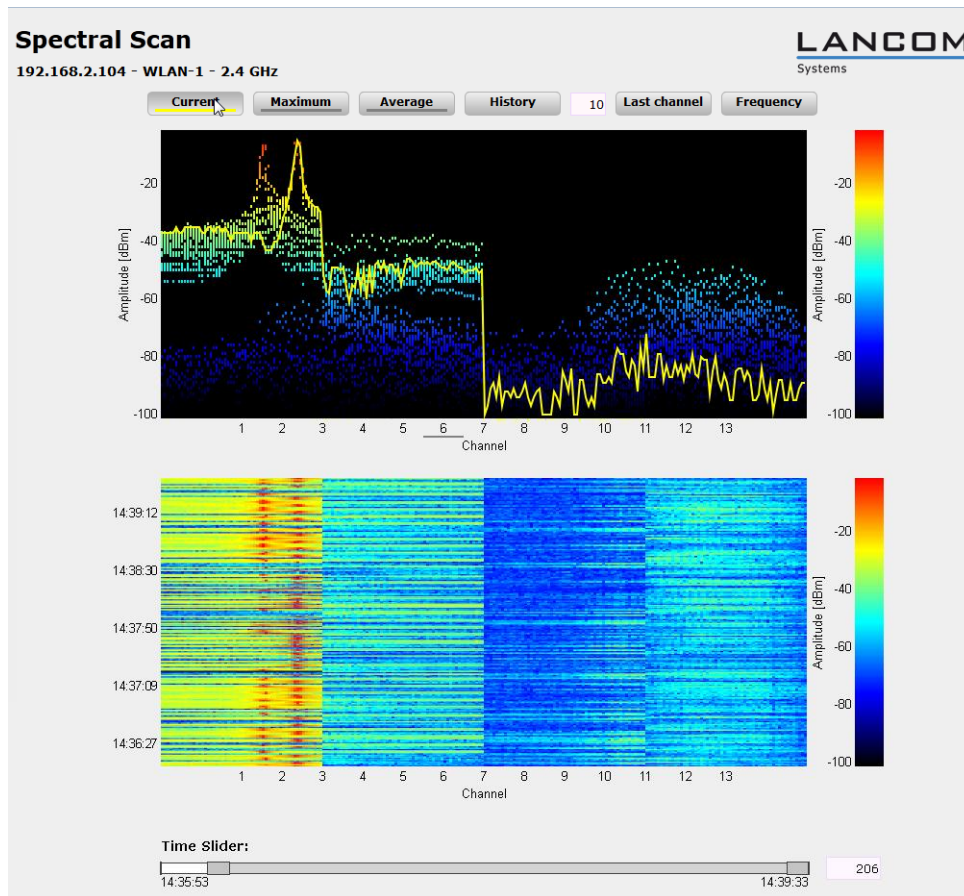 Spectral Scan
LANCOM
Systems
192.168.2.104 - WLAN-1 - 2.4 GHz
Current Maximum Average History 10 Last channel Frequency
Amplitude [dBm]
-20
-40
-60
-80
-100
1 2 3 4 5 6 7 8 9 10 11 12 13
Channel
Amplitude [dBm]
-20
-40
-60
-80
-100
14:39:12
14:38:30
14:37:50
14:37:09
14:36:27
1 2 3 4 5 6 7 8 9 10 11 12 13
Channel
Amplitude [dBm]
-20
-40
-60
-80
-100
Time Slider:
14:35:53 14:39:33
206